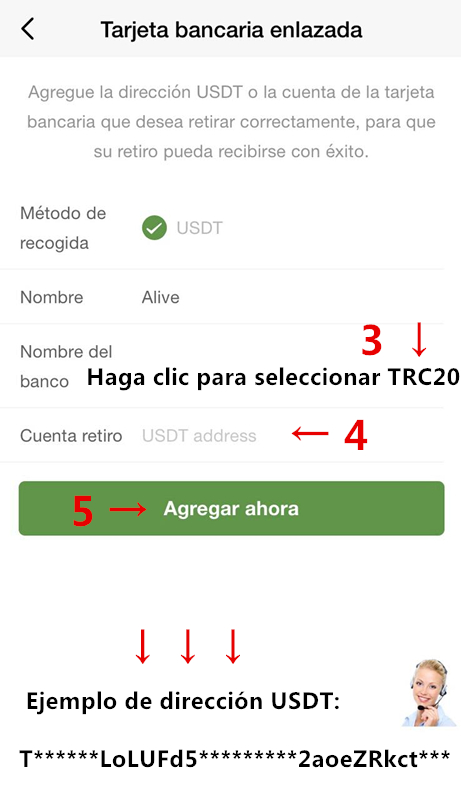 Tarjeta bancaria enlazada
Agregue la dirección USDT o la cuenta de la tarjeta
bancaria que desea retirar correctamente, para que
su retiro pueda recibirse con éxito.
Método de
recogida
USDT
Nombre Alive
3 ↓
Nombre del
banco Haga clic para seleccionar TRC20
Cuenta retiro USDT address ← 4
5 → Agregar ahora
↓ ↓ ↓
Ejemplo de dirección USDT:
T******LoLUFd5*********2aoeZRkct***